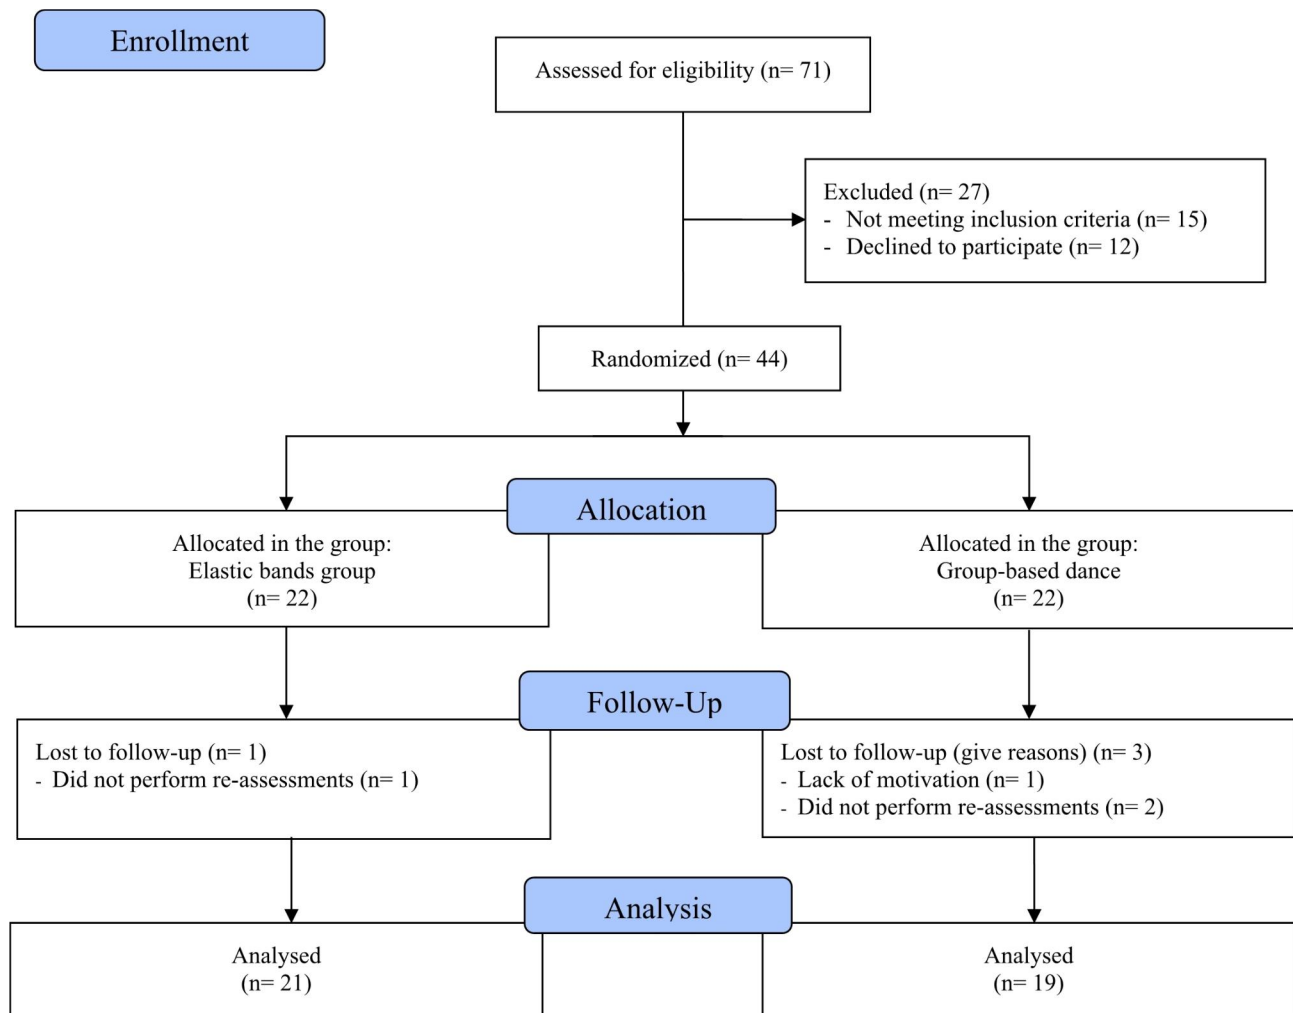 Enrollment
Assessed for eligibility (n= 71)
Excluded (n= 27)
- Not meeting inclusion criteria (n= 15)
- Declined to participate (n= 12)
Randomized (n= 44)
Allocation
Allocated in the group:
Elastic bands group
(n= 22)
Allocated in the group:
Group-based dance
(n= 22)
Follow-Up
Lost to follow-up (n= 1)
- Did not perform re-assessments (n= 1)
Lost to follow-up (give reasons) (n= 3)
- Lack of motivation (n= 1)
- Did not perform re-assessments (n= 2)
Analysis
Analysed
(n= 21)
Analysed
(n= 19)